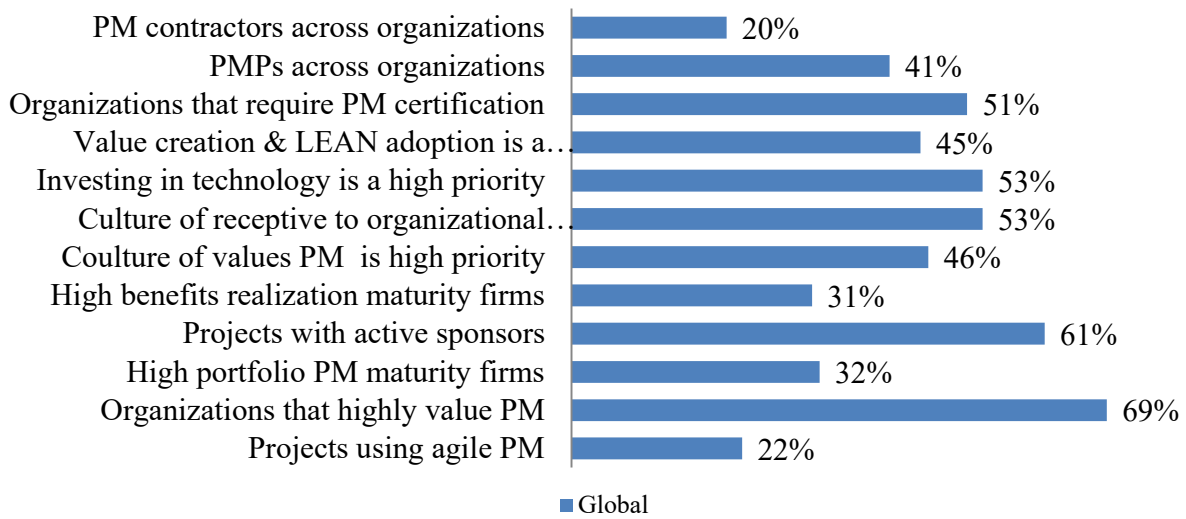 PM contractors across organizations 20%
PMPs across organizations 41%
Organizations that require PM certification 51%
Value creation & LEAN adoption is a… 45%
Investing in technology is a high priority 53%
Culture of receptive to organizational… 53%
Coulture of values PM is high priority 46%
High benefits realization maturity firms 31%
Projects with active sponsors 61%
High portfolio PM maturity firms 32%
Organizations that highly value PM 69%
Projects using agile PM 22%
Global